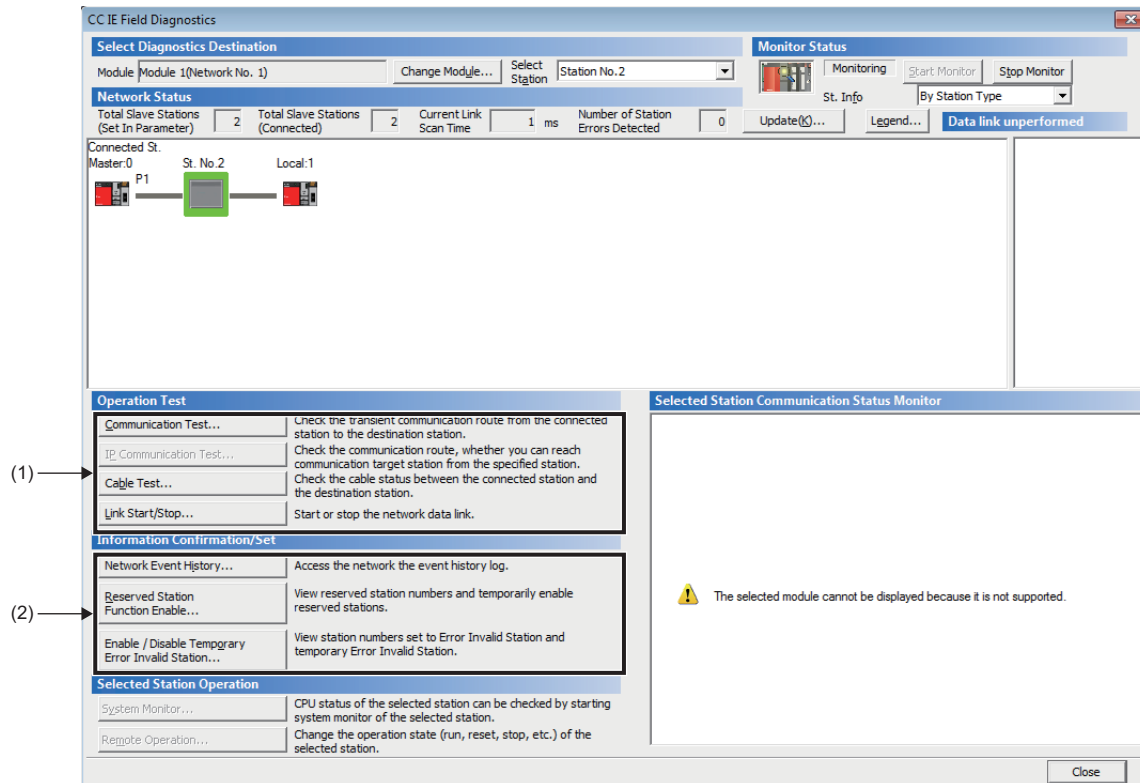 CC IE Field Diagnostics
Select Diagnostics Destination
Monitor Status
Module Module 1(Network No. 1)
Change Module...
Select Station
Station No.2
Monitoring
Start Monitor
Stop Monitor
St. Info
By Station Type
Network Status
Total Slave Stations (Set In Parameter)
2
Total Slave Stations (Connected)
2
Current Link Scan Time
1 ms
Number of Station Errors Detected
0
Update(K)...
Legend...
Data link unperformed
Connected St.
Master:0
St. No.2
Local:1
P1
Operation Test
Selected Station Communication Status Monitor
(1)
Communication Test...
Check the transient communication route from the connected
station to the destination station.
IP Communication Test...
Check the communication route, whether you can reach
communication target station from the specified station.
Cable Test...
Check the cable status between the connected station and
the destination station.
Link Start/Stop...
Start or stop the network data link.
Information Confirmation/Set
(2)
Network Event History...
Access the network the event history log.
Reserved Station
Function Enable...
View reserved station numbers and temporarily enable
reserved stations.
Enable / Disable Temporary
Error Invalid Station...
View station numbers set to Error Invalid Station and
temporary Error Invalid Station.
The selected module cannot be displayed because it is not supported.
Selected Station Operation
System Monitor...
CPU status of the selected station can be checked by starting
system monitor of the selected station.
Remote Operation...
Change the operation state (run, reset, stop, etc.) of the
selected station.
Close